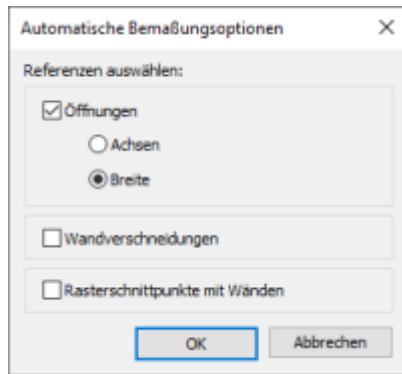 Automatische Bemaßungsoptionen
Referenzen auswählen:
Öffnungen
Achsen
Breite
Wandverschneidungen
Rasterschnittpunkte mit Wänden
OK Abbrechen